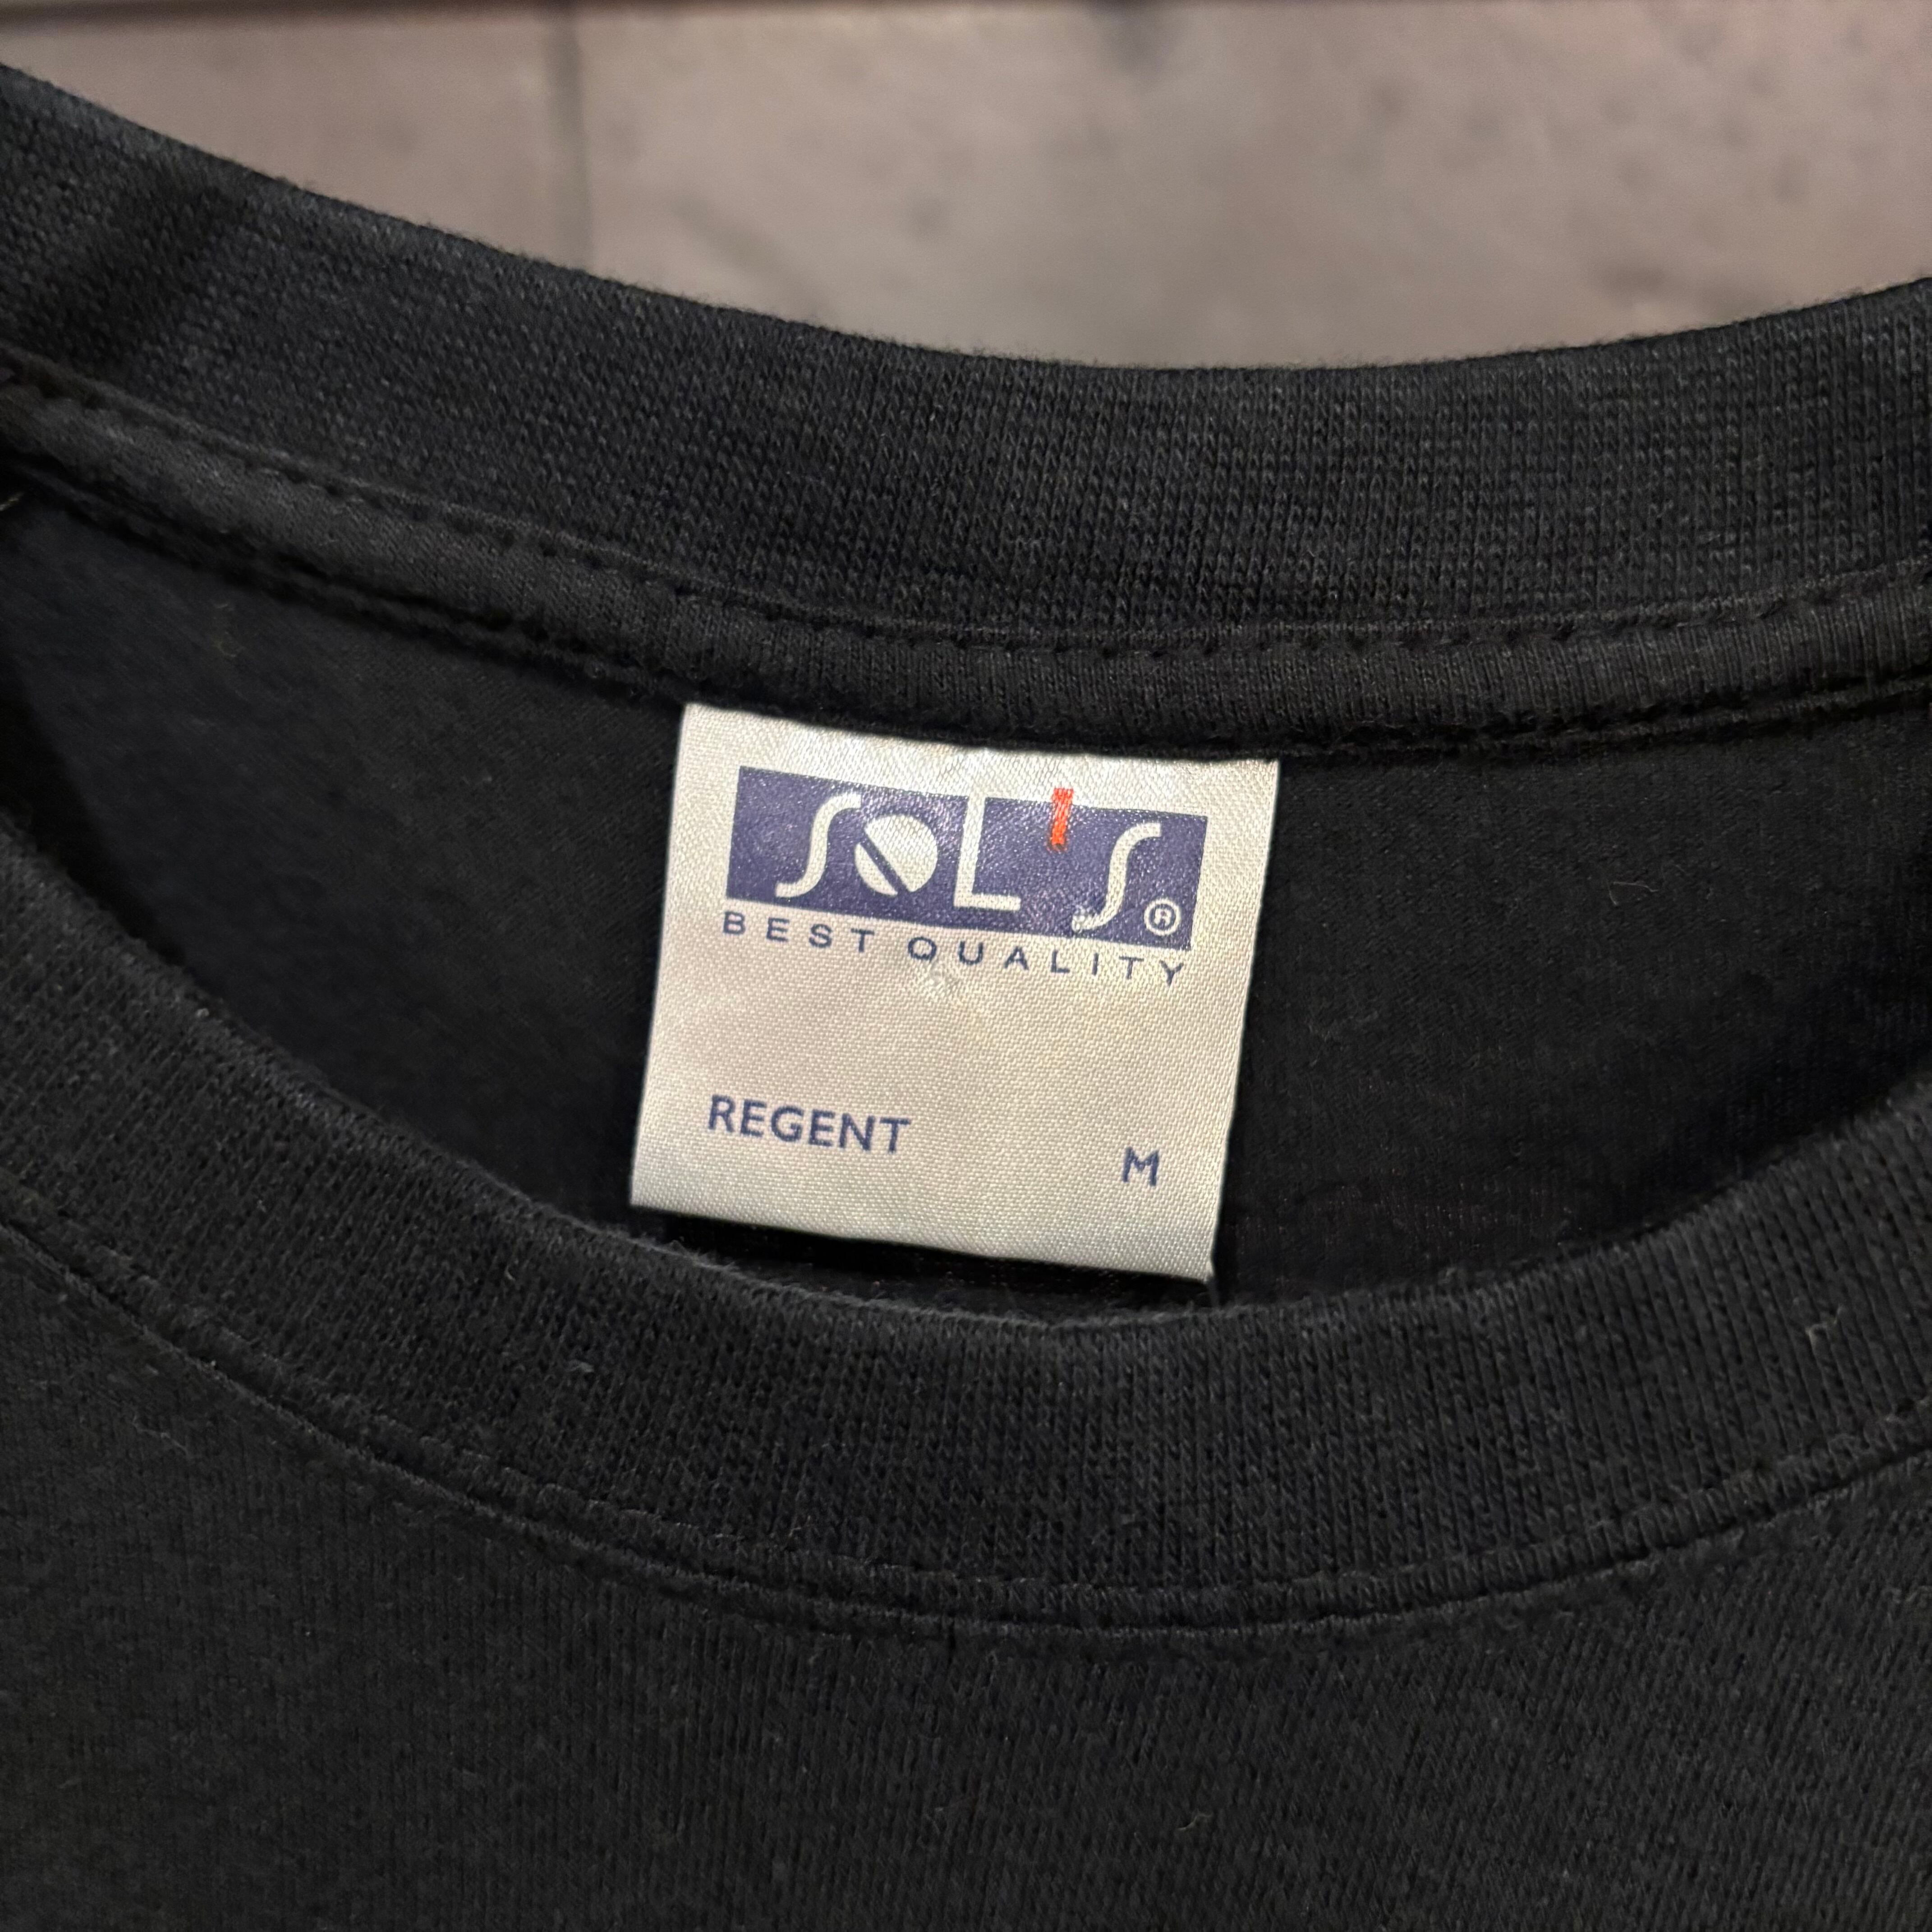 SOL'S®
BEST QUALITY
REGENT
M